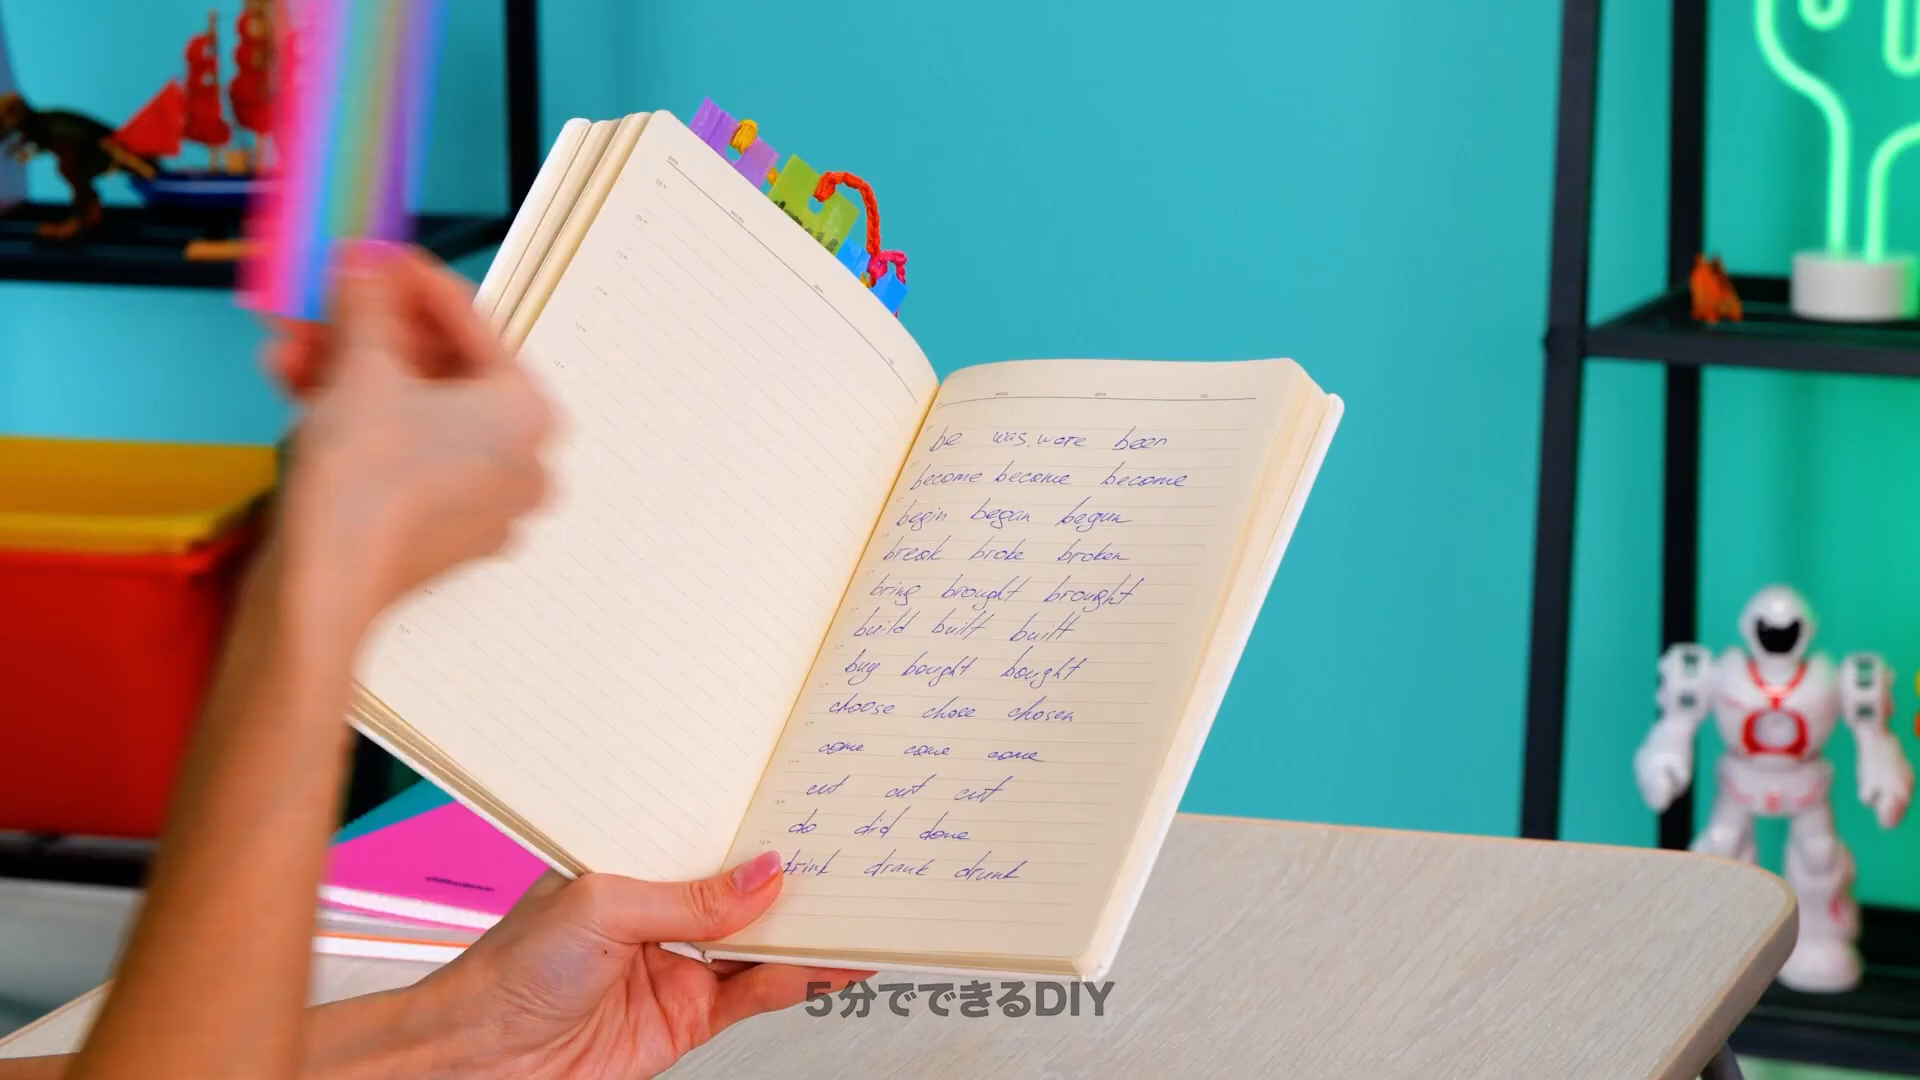 be was, were been
become became become
begin began begun
break broke broken
bring brought brought
build built built
buy bought bought
choose chose chosen
come came come
cut cut cut
do did done
drink drank drunk
5分でできるDIY